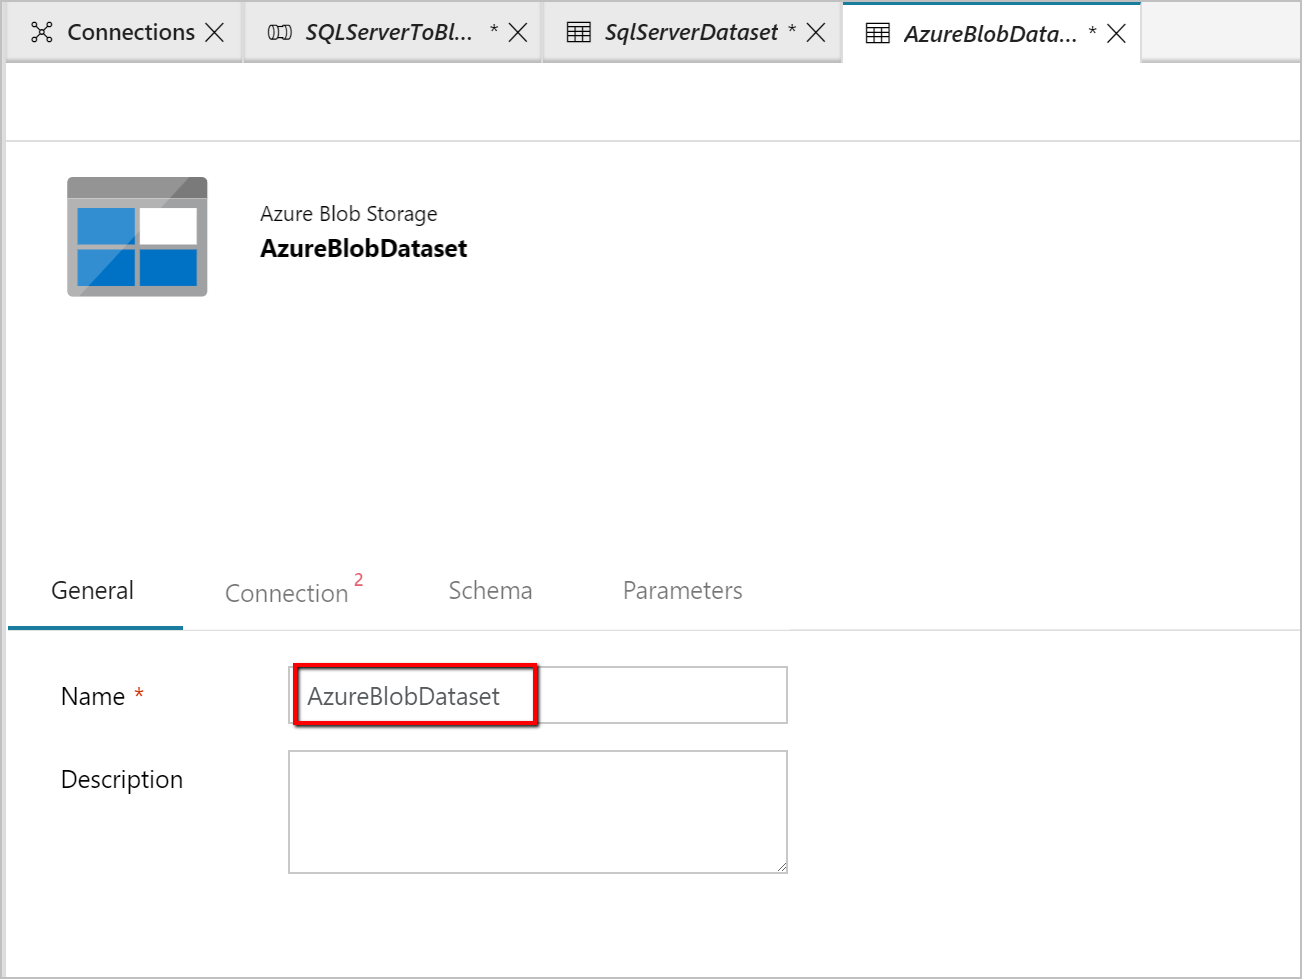 Connections SQLServerToBl... * SqlServerDataset * AzureBlobData... *
Azure Blob Storage
AzureBlobDataset
General Connection 2 Schema Parameters
Name * AzureBlobDataset
Description